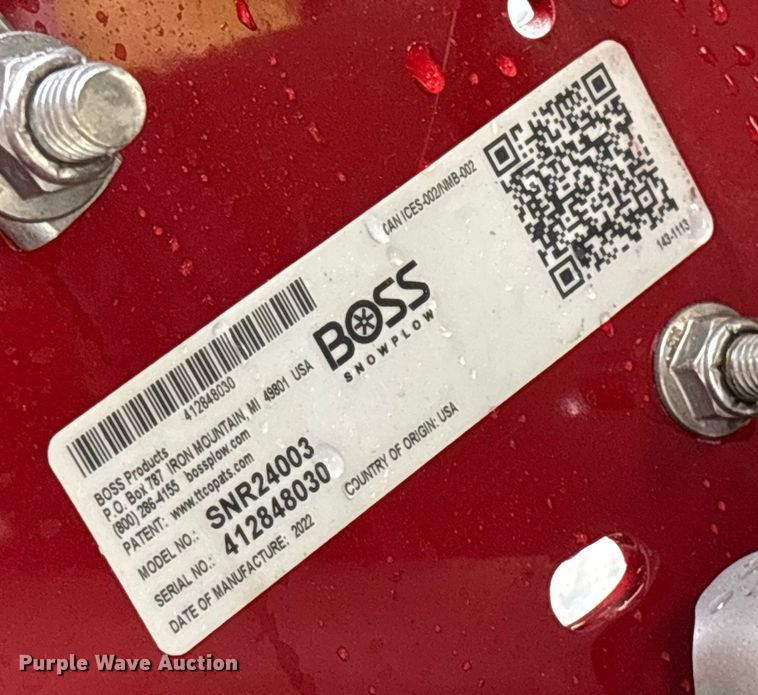 412848030
BOSS Products
P.O. Box 787 IRON MOUNTAIN, MI 49801 USA
(800) 286-4155 bossplow.com
PATENT: www.ttcopats.com
MODEL NO.: SNR24003
SERIAL NO.: 412848030
DATE OF MANUFACTURE: 2022
BOSS
SNOWPLOW
COUNTRY OF ORIGIN: USA
CAN ICES-002/NMB-002
143-1113
Purple Wave Auction